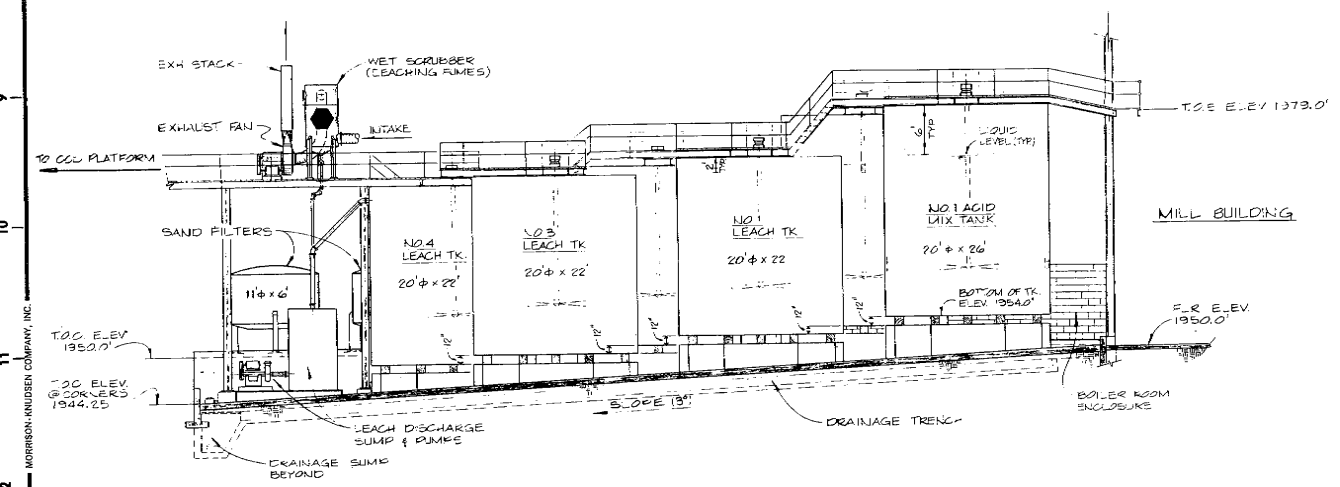 EXH STACK
WET SCRUBBER
(LEACHING FUMES)
EXHAUST FAN
INTAKE
TO CCD PLATFORM
SAND FILTERS
11'φ x 6'
NO. 4
LEACH TK.
20'φ x 22'
NO. 3
LEACH TK
20'φ x 22'
NO. 1
LEACH TK
20'φ x 22
2'
TYP
6'
TYP
LIQUID
LEVEL (TYP)
NO. 1 ACID
MIX TANK
20'φ x 26'
BOTTOM OF TK.
ELEV. 1954.0'
T.O.S ELEV 1979.0'
MILL BUILDING
FLR ELEV.
1950.0'
12"
12"
12"
12"
12"
T.O.C. ELEV
1950.0'
T.O.C ELEV.
@ CORNERS
1944.25
LEACH DISCHARGE
SUMP & PUMPS
DRAINAGE SUMP
BEYOND
SLOPE
DRAINAGE TRENCH
BOILER ROOM
ENCLOSURE
MORRISON-KNUDSEN COMPANY, INC.
9
10
11